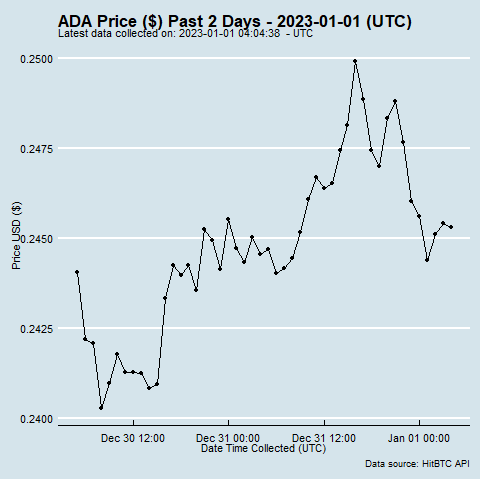 ADA Price ($) Past 2 Days - 2023-01-01 (UTC)
Latest data collected on: 2023-01-01 04:04:38 - UTC
Price USD ($)
0.2500
0.2475
0.2450
0.2425
0.2400
Dec 30 12:00 Dec 31 00:00 Dec 31 12:00 Jan 01 00:00
Date Time Collected (UTC)
Data source: HitBTC API